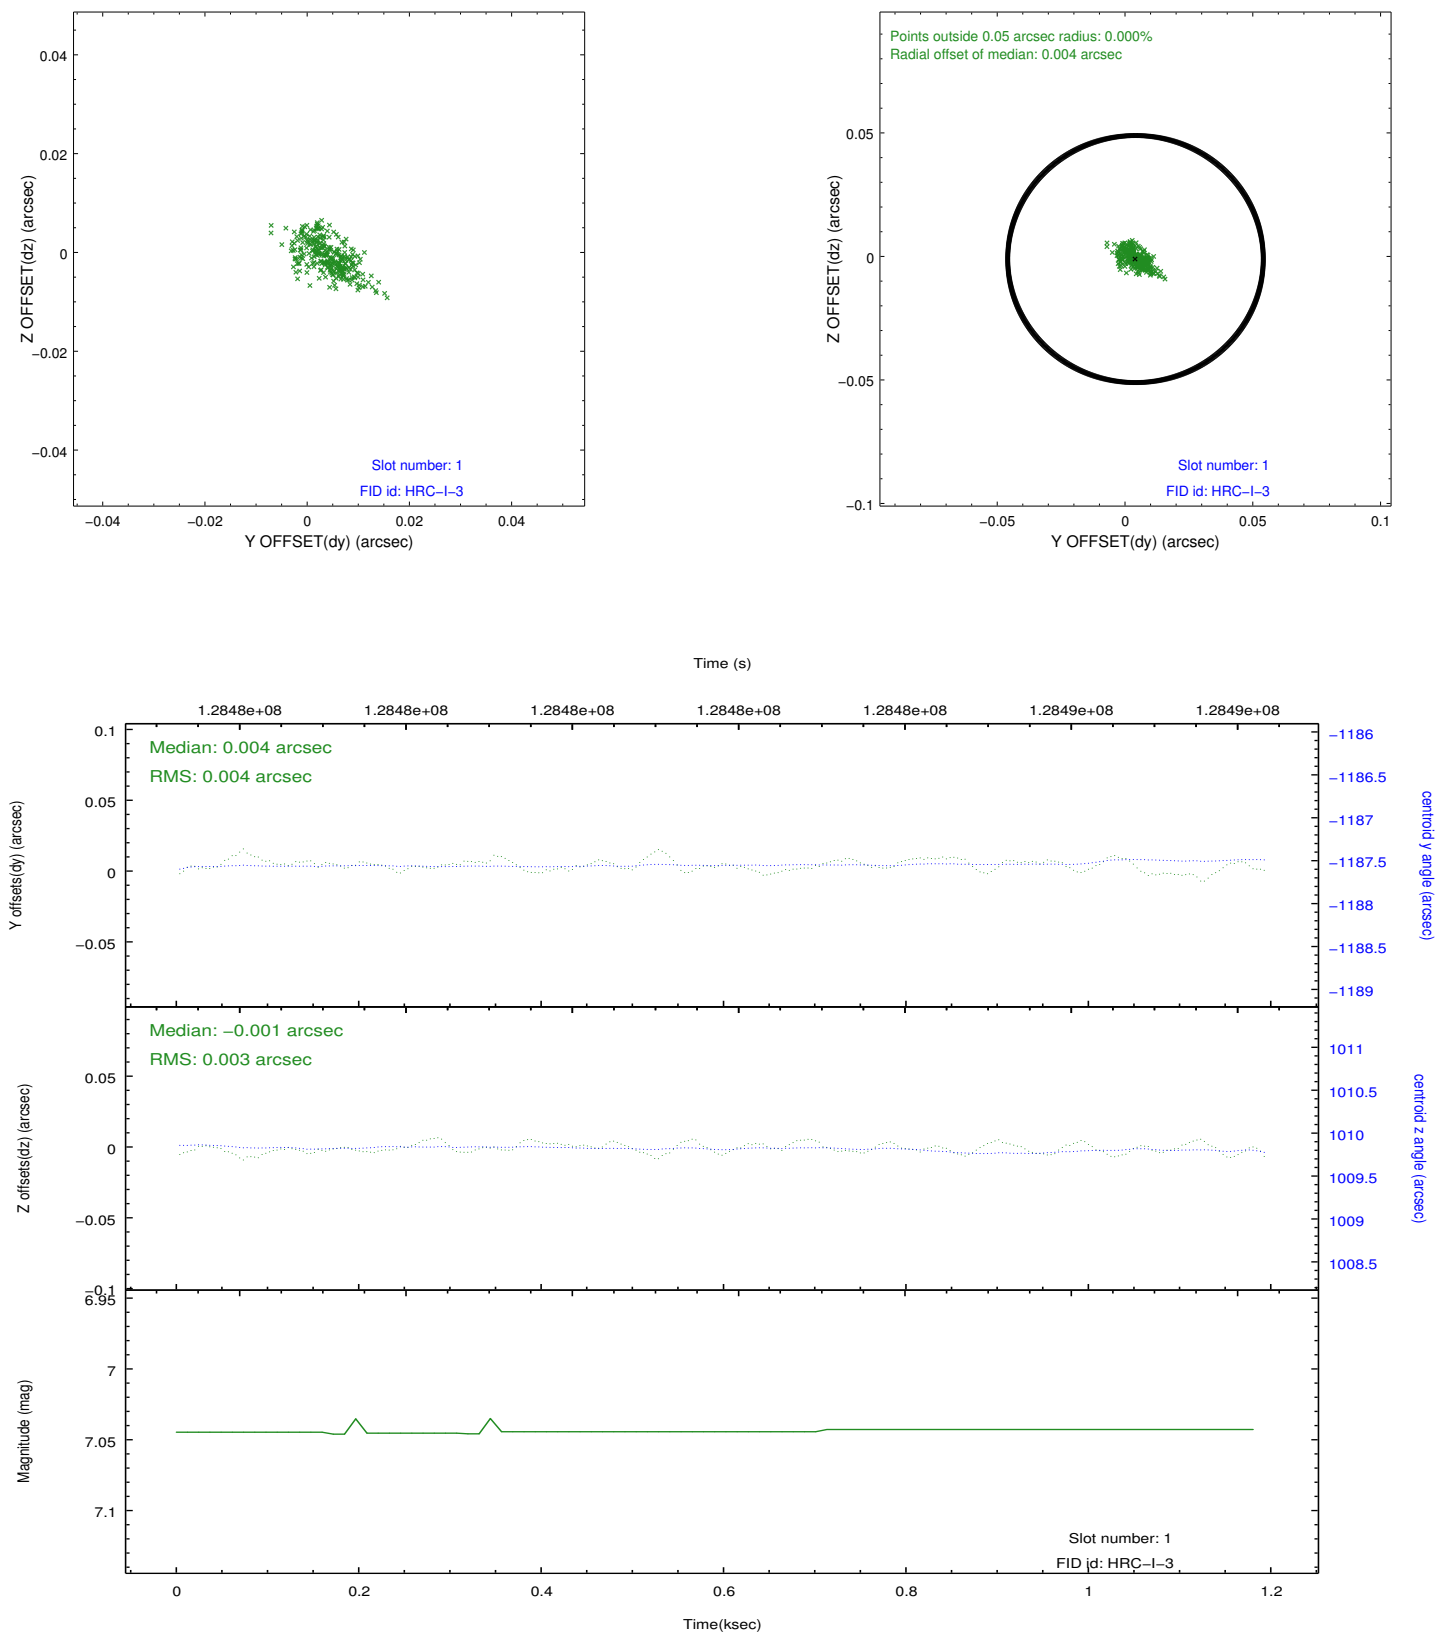 0.04
0.02
0
−0.02
−0.04
Z OFFSET(dz) (arcsec)
Slot number: 1
FID id: HRC−I−3
−0.04
−0.02
0
0.02
0.04
Y OFFSET(dy) (arcsec)
Points outside 0.05 arcsec radius: 0.000%
Radial offset of median: 0.004 arcsec
0.05
0
−0.05
−0.1
Z OFFSET(dz) (arcsec)
Slot number: 1
FID id: HRC−I−3
−0.05
0
0.05
0.1
Y OFFSET(dy) (arcsec)
Time (s)
1.2848e+08
1.2848e+08
1.2848e+08
1.2848e+08
1.2848e+08
1.2849e+08
1.2849e+08
0.1
0.05
0
−0.05
Y offsets(dy) (arcsec)
Median: 0.004 arcsec
RMS: 0.004 arcsec
−1186
−1186.5
−1187
−1187.5
−1188
−1188.5
−1189
centroid y angle (arcsec)
0.05
0
−0.05
−0.1
Z offsets(dz) (arcsec)
Median: −0.001 arcsec
RMS: 0.003 arcsec
1011
1010.5
1010
1009.5
1009
1008.5
centroid z angle (arcsec)
6.95
7
7.05
7.1
Magnitude (mag)
Slot number: 1
FID id: HRC−I−3
0
0.2
0.4
0.6
0.8
1
1.2
Time(ksec)